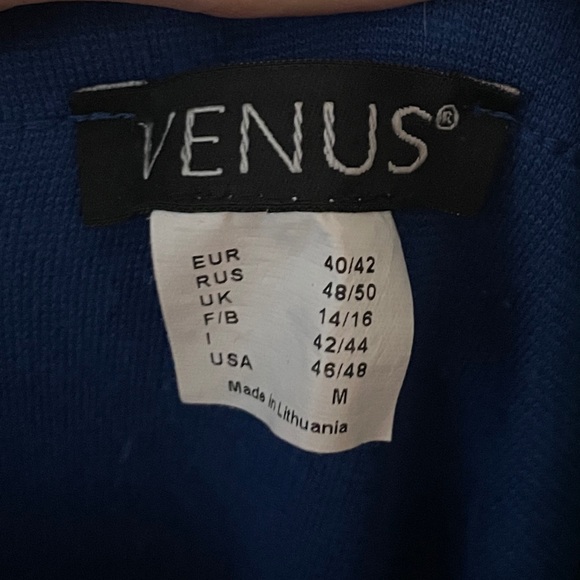 VENUS®
EUR 40/42
RUS 48/50
UK 14/16
F/B 42/44
I 46/48
USA M
Made in Lithuania